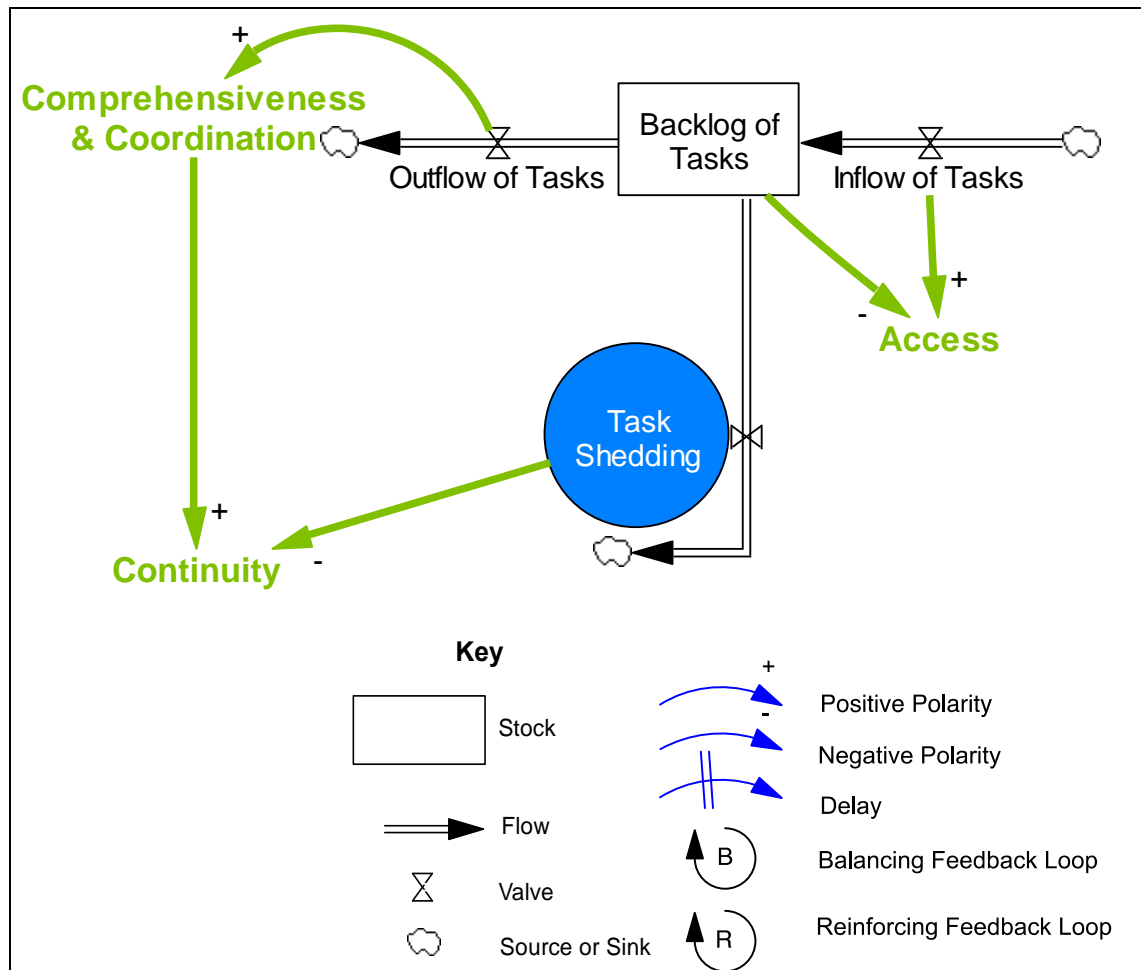 +
Comprehensiveness
& Coordination
Outflow of Tasks
Backlog of
Tasks
Inflow of Tasks
+
-
Access
Task
Shedding
+
-
Continuity
Key
Stock
Flow
Valve
Source or Sink
+
Positive Polarity
-
Negative Polarity
Delay
B
Balancing Feedback Loop
R
Reinforcing Feedback Loop